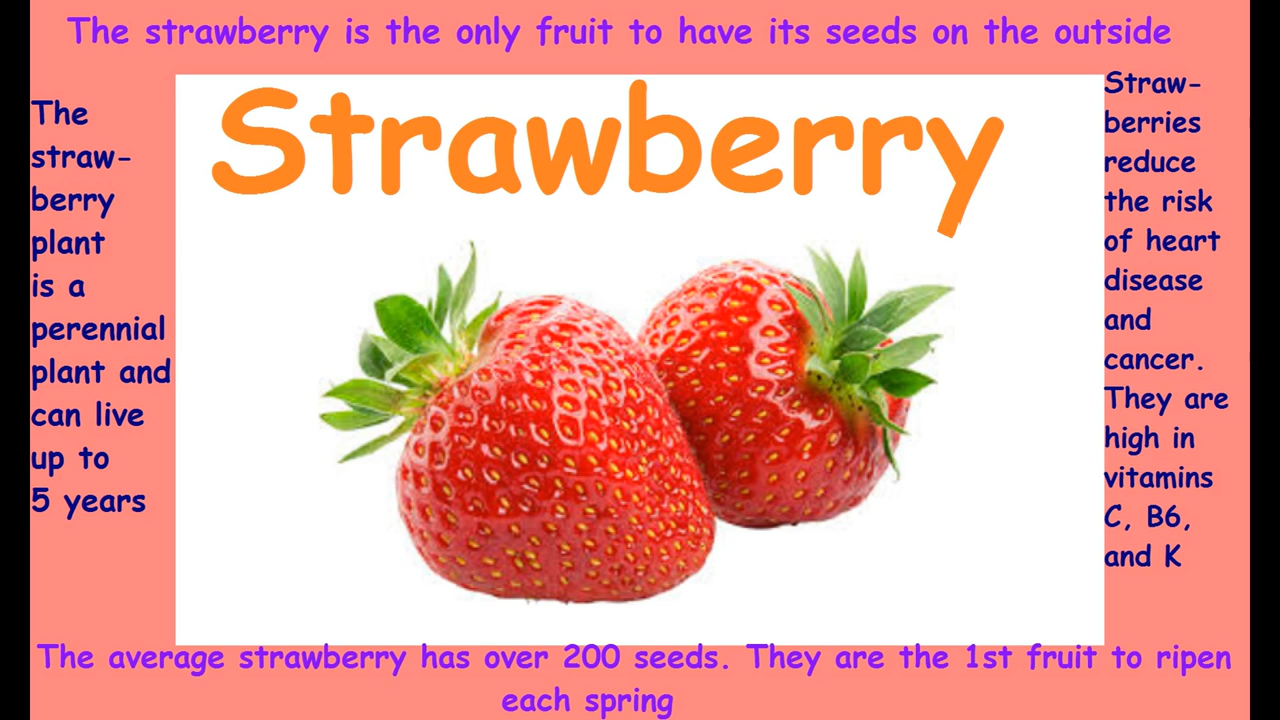 The strawberry is the only fruit to have its seeds on the outside
Strawberry
The
straw-
berry
plant
is a
perennial
plant and
can live
up to
5 years
Straw-
berries
reduce
the risk
of heart
disease
and
cancer.
They are
high in
vitamins
C, B6,
and K
The average strawberry has over 200 seeds. They are the 1st fruit to ripen
each spring